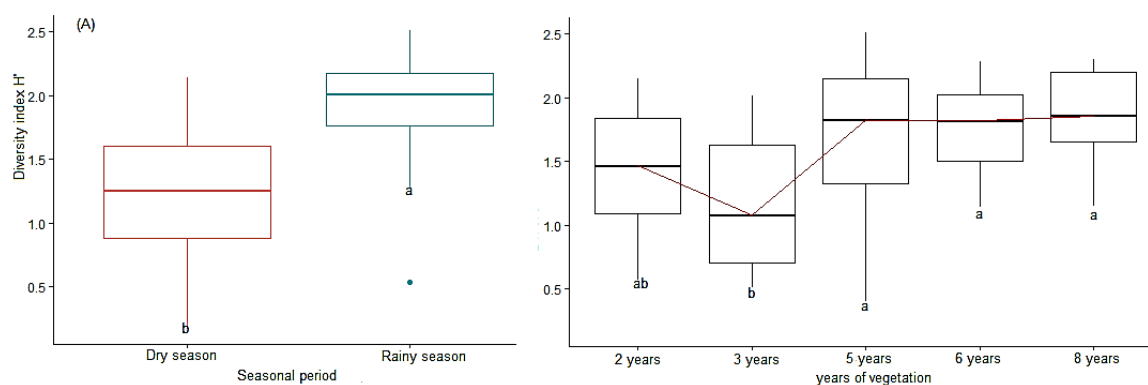 (A)
Diversity index H'
2.5
2.0
1.5
1.0
0.5
a
b
Dry season
Rainy season
Seasonal period
2.5
2.0
1.5
1.0
0.5
ab
b
a
a
a
2 years
3 years
5 years
6 years
8 years
years of vegetation